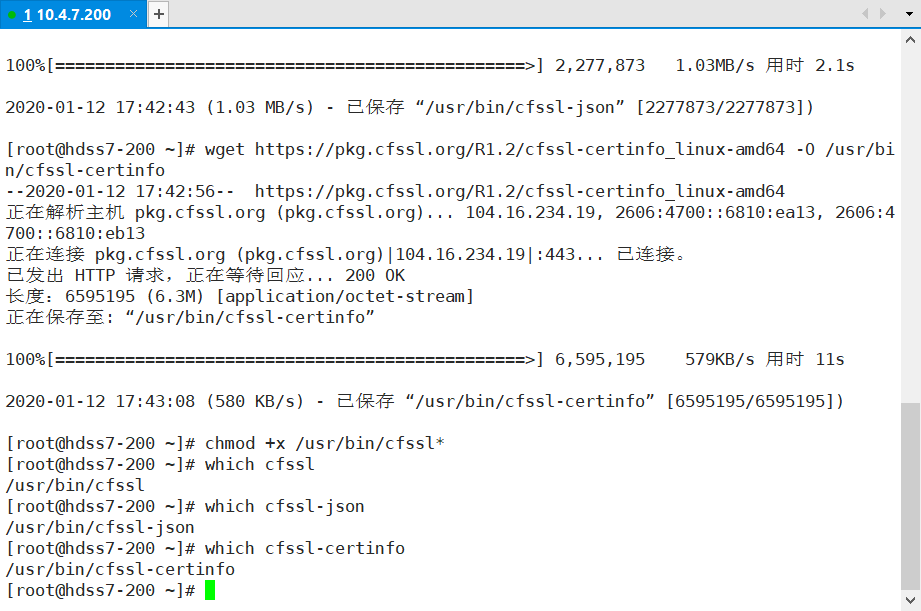 1 10.4.7.200 × +
100%[===============================================>] 2,277,873   1.03MB/s 用时 2.1s
2020-01-12 17:42:43 (1.03 MB/s) - 已保存 “/usr/bin/cfssl-json” [2277873/2277873])
[root@hdss7-200 ~]# wget https://pkg.cfssl.org/R1.2/cfssl-certinfo_linux-amd64 -O /usr/bi
n/cfssl-certinfo
--2020-01-12 17:42:56--  https://pkg.cfssl.org/R1.2/cfssl-certinfo_linux-amd64
正在解析主机 pkg.cfssl.org (pkg.cfssl.org)... 104.16.234.19, 2606:4700::6810:ea13, 2606:4
700::6810:eb13
正在连接 pkg.cfssl.org (pkg.cfssl.org)|104.16.234.19|:443... 已连接。
已发出 HTTP 请求，正在等待回应... 200 OK
长度：6595195 (6.3M) [application/octet-stream]
正在保存至: “/usr/bin/cfssl-certinfo”
100%[===============================================>] 6,595,195    579KB/s 用时 11s
2020-01-12 17:43:08 (580 KB/s) - 已保存 “/usr/bin/cfssl-certinfo” [6595195/6595195])
[root@hdss7-200 ~]# chmod +x /usr/bin/cfssl*
[root@hdss7-200 ~]# which cfssl
/usr/bin/cfssl
[root@hdss7-200 ~]# which cfssl-json
/usr/bin/cfssl-json
[root@hdss7-200 ~]# which cfssl-certinfo
/usr/bin/cfssl-certinfo
[root@hdss7-200 ~]#